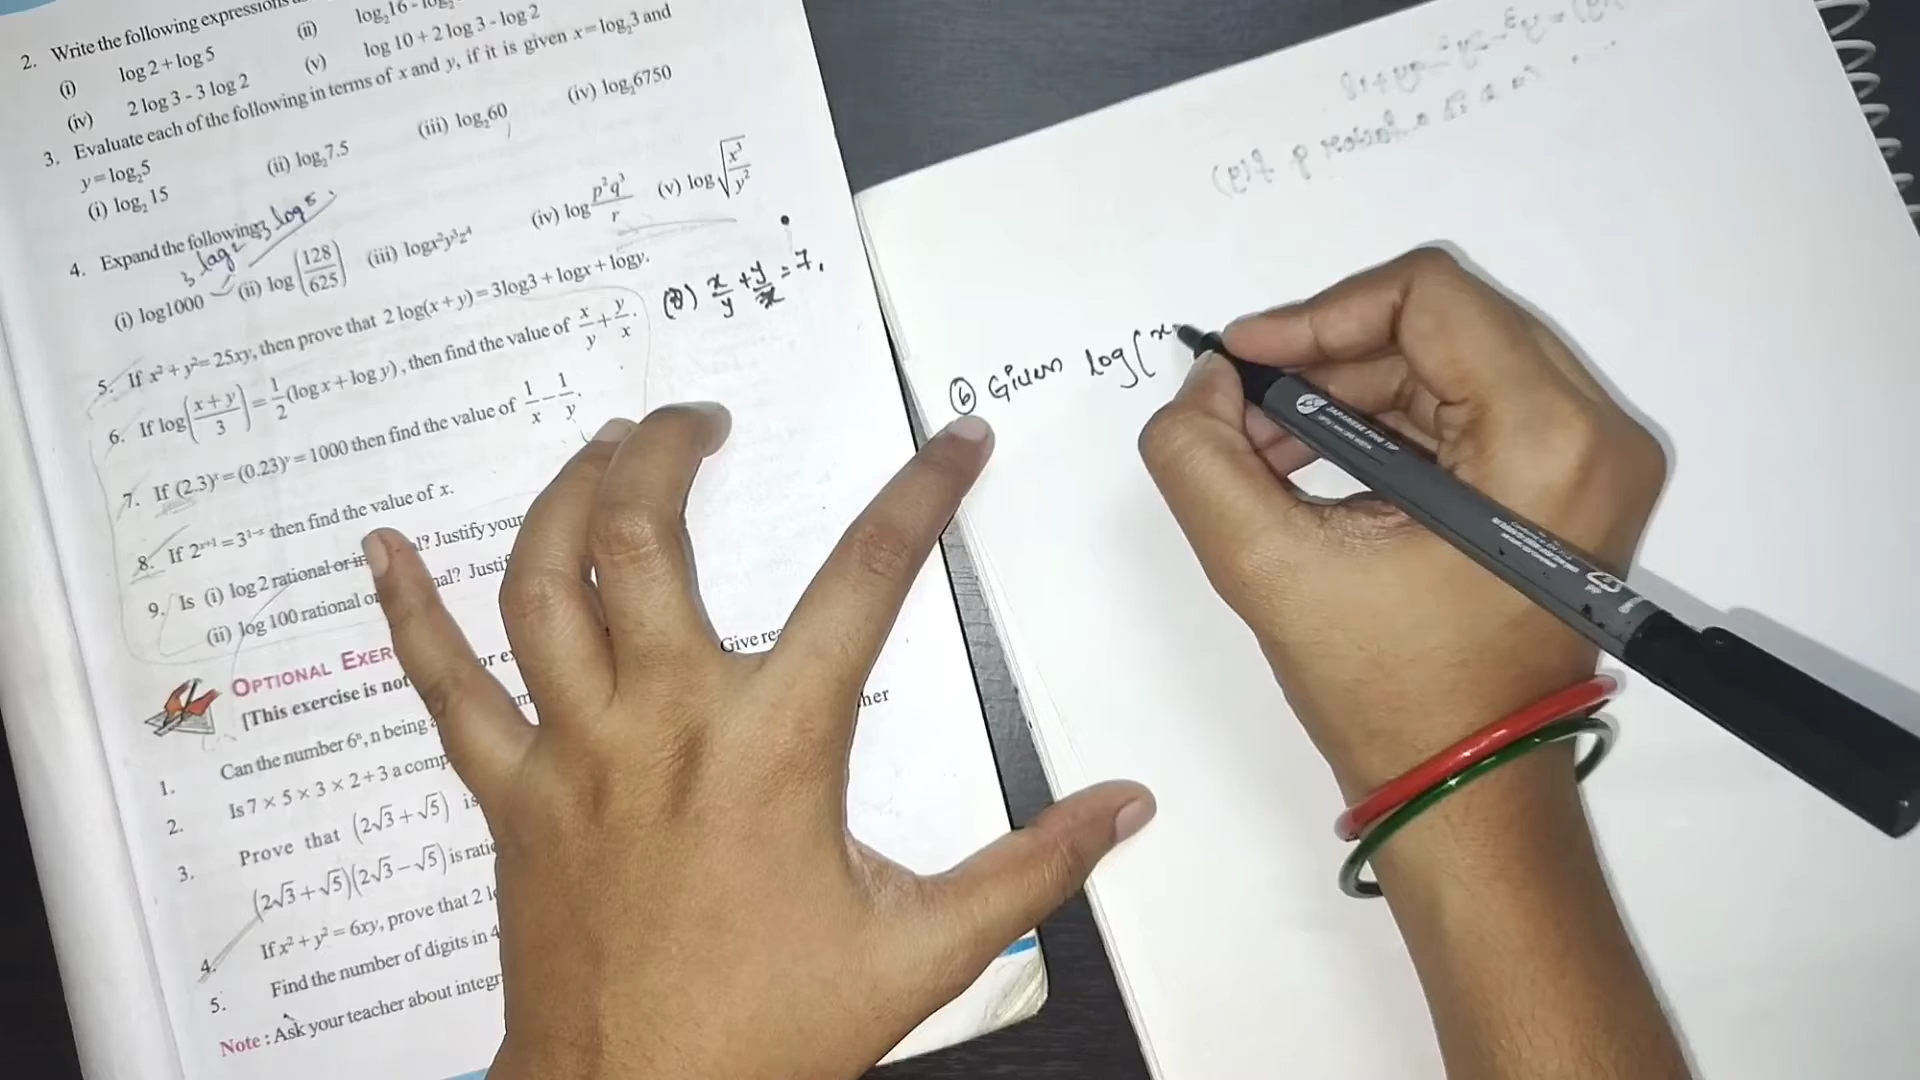 2. Write the following expressions
(i) log 2 + log 5 (ii) log₂16 -
(iv) 2 log 3 - 3 log 2 (v) log 10 + 2 log 3 - log 2
3. Evaluate each of the following in terms of x and y, if it is given x = log₂3 and
y = log₂5
(i) log₂ 15 (ii) log₂7.5 (iii) log₂60 (iv) log₂6750
4. Expand the following
3 log2 3 log 5
(i) log1000 (ii) log(128/625) (iii) logx²y³z⁴ (iv) log p²q³/r (v) log √(x³/y²)
5. If x² + y² = 25xy, then prove that 2 log(x + y) = 3log3 + logx + logy.
6. If log((x + y)/3) = 1/2 (log x + log y), then find the value of x/y + y/x.
(8) x/y + y/x = 7.
7. If (2.3)ˣ = (0.23)ʸ = 1000 then find the value of 1/x - 1/y.
8. If 2ˣ⁺¹ = 3¹⁻ˣ then find the value of x.
9. Is (i) log 2 rational or ? Justify your
(ii) log 100 rational ? Justi
Give
OPTIONAL EXER
[This exercise is not
1. Can the number 6ⁿ, n being
2. Is 7 × 5 × 3 × 2 + 3 a comp
3. Prove that (2√3 + √5) is
(2√3 + √5)(2√3 − √5) is
4. If x² + y² = 6xy, prove that 2
5. Find the number of digits in 4
Note : Ask your teacher about integr
⑥ Given log(x
JAPANESE FINE TIP